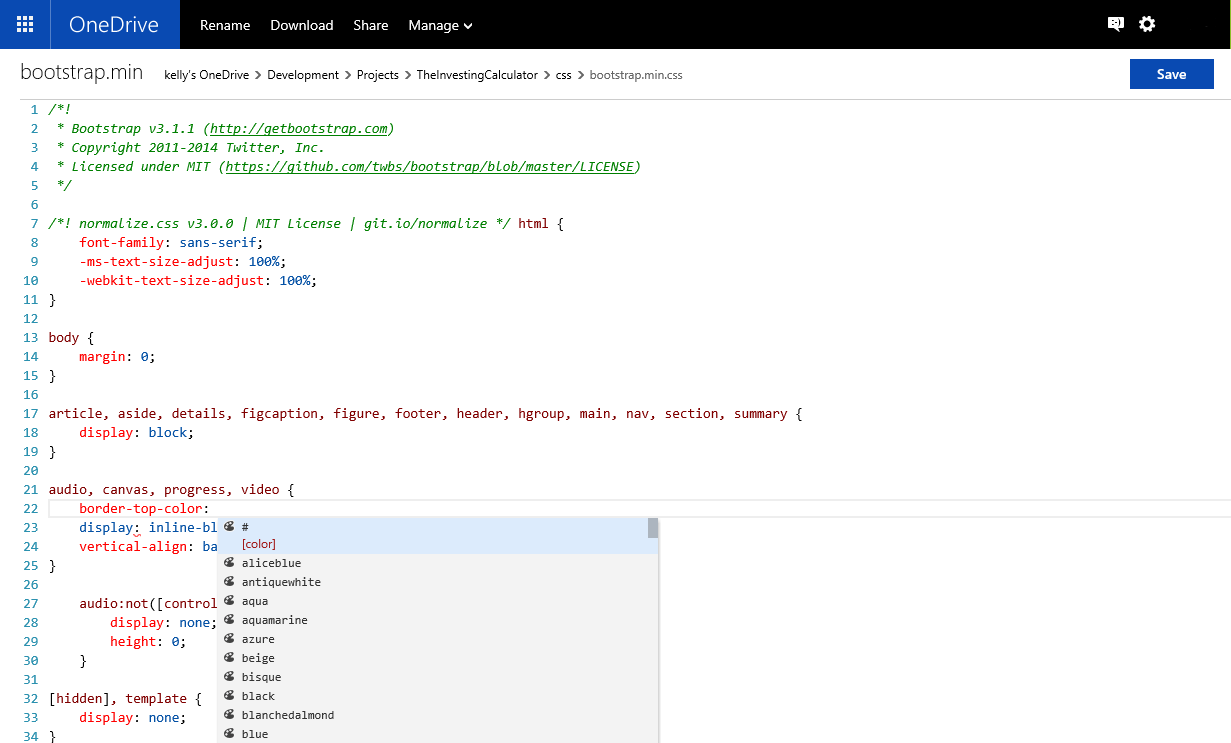 OneDrive Rename Download Share Manage
bootstrap.min kelly's OneDrive > Development > Projects > TheInvestingCalculator > css > bootstrap.min.css Save
1 /*!
2  * Bootstrap v3.1.1 (http://getbootstrap.com)
3  * Copyright 2011-2014 Twitter, Inc.
4  * Licensed under MIT (https://github.com/twbs/bootstrap/blob/master/LICENSE)
5  */
6
7 /*! normalize.css v3.0.0 | MIT License | git.io/normalize */ html {
8     font-family: sans-serif;
9     -ms-text-size-adjust: 100%;
10     -webkit-text-size-adjust: 100%;
11 }
12
13 body {
14     margin: 0;
15 }
16
17 article, aside, details, figcaption, figure, footer, header, hgroup, main, nav, section, summary {
18     display: block;
19 }
20
21 audio, canvas, progress, video {
22     border-top-color:
23     display: inline-bl
24     vertical-align: ba
25 }
26
27     audio:not([control
28         display: none;
29         height: 0;
30     }
31
32 [hidden], template {
33     display: none;
34 }
#
[color]
aliceblue
antiquewhite
aqua
aquamarine
azure
beige
bisque
black
blanchedalmond
blue